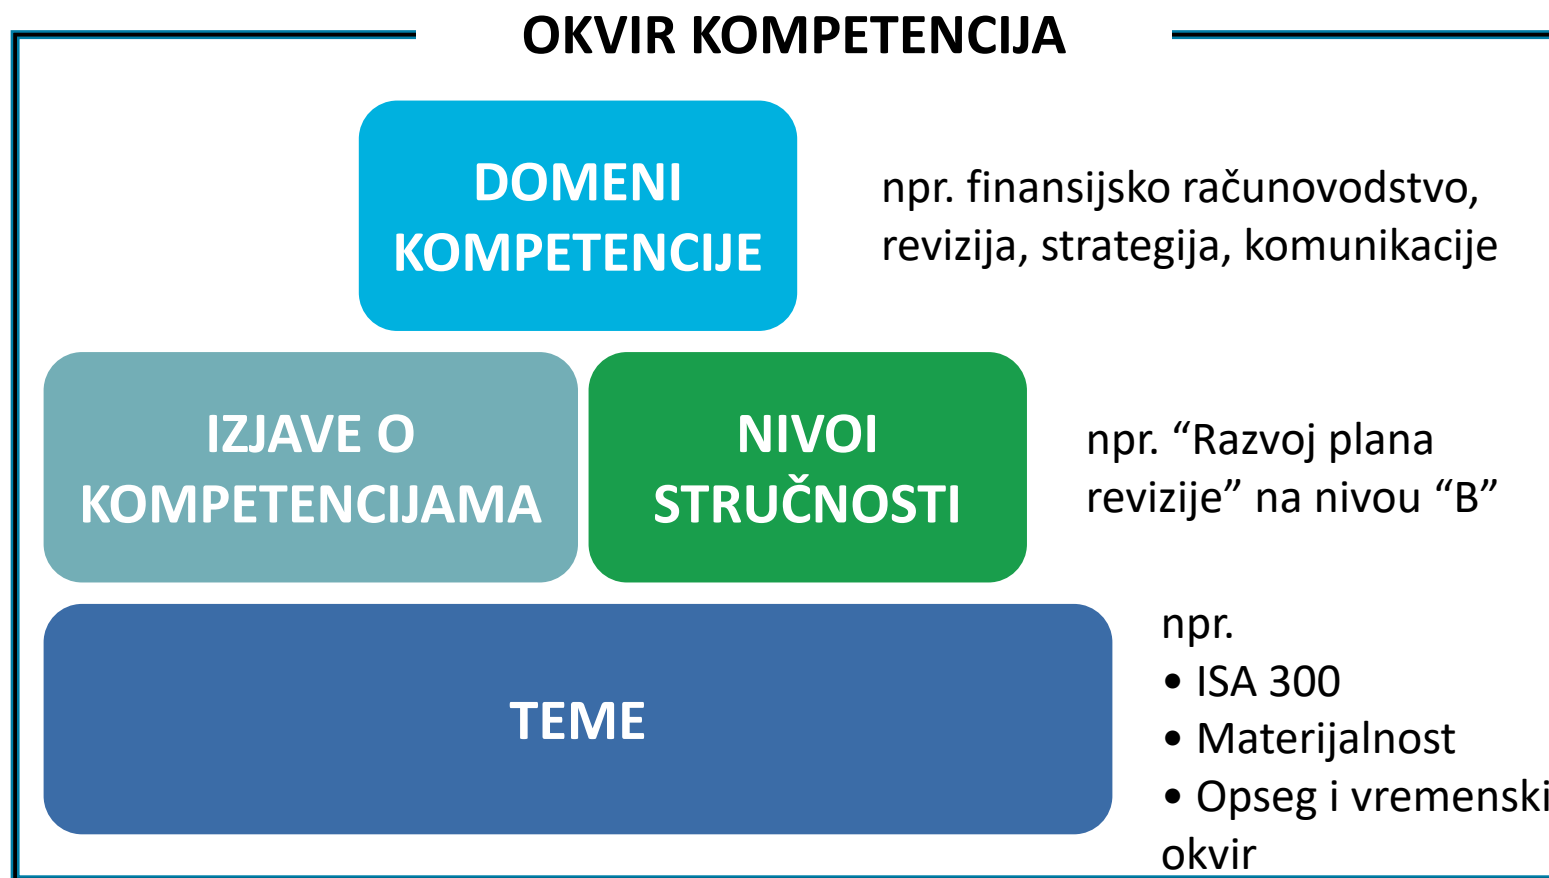 OKVIR KOMPETENCIJA
DOMENI
KOMPETENCIJE
npr. finansijsko računovodstvo,
revizija, strategija, komunikacije
IZJAVE O
KOMPETENCIJAMA
NIVOI
STRUČNOSTI
npr. “Razvoj plana
revizije” na nivou “B”
TEME
npr.
• ISA 300
• Materijalnost
• Opseg i vremenski
okvir